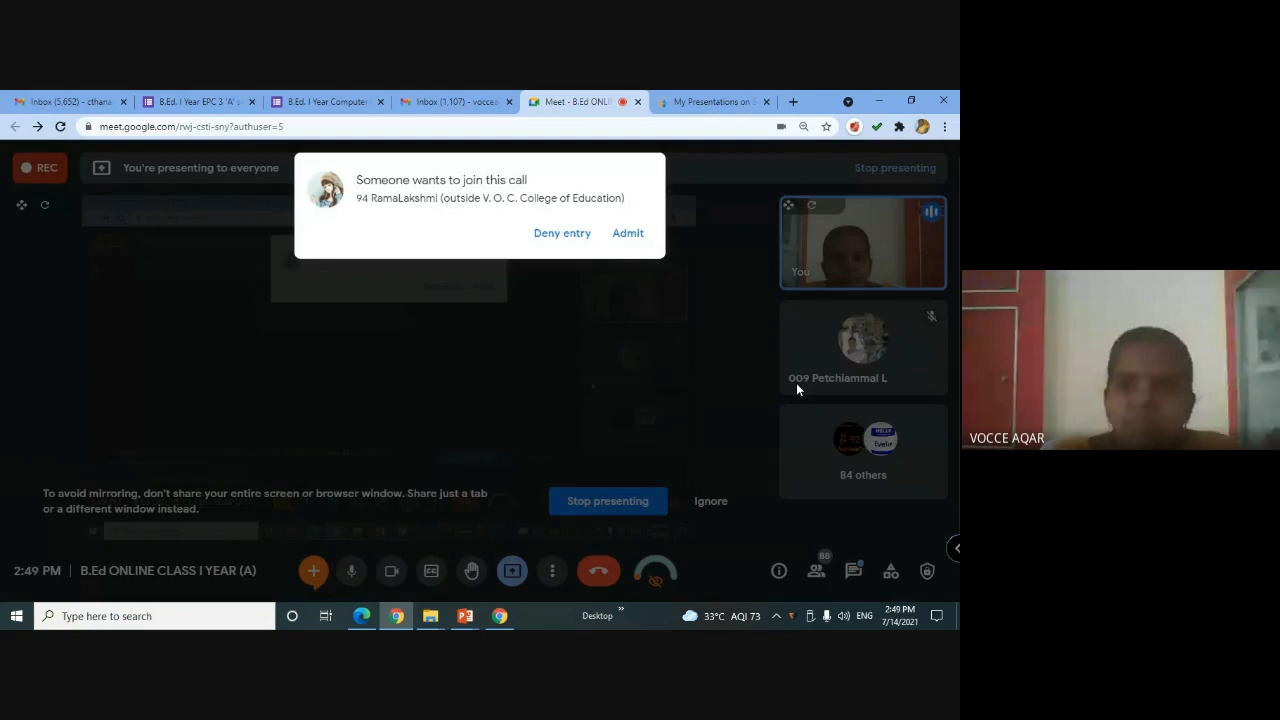 Inbox (5,652) - cthana
B.Ed. I Year EPC 3 'A'
B.Ed. I Year Computer
Inbox (1,107) - voccea
Meet - B.Ed ONLI
My Presentations on S
meet.google.com/rwj-csti-sny?authuser=5
REC
You're presenting to everyone
Stop presenting
Someone wants to join this call
94 RamaLakshmi (outside V. O. C. College of Education)
Deny entry
Admit
You
009 Petchiammal L
HELLO
Evelin
84 others
VOCCE AQAR
To avoid mirroring, don't share your entire screen or browser window. Share just a tab
or a different window instead.
Stop presenting
Ignore
2:49 PM
B.Ed ONLINE CLASS I YEAR (A)
88
Type here to search
Desktop
33°C AQI 73
ENG
2:49 PM
7/14/2021